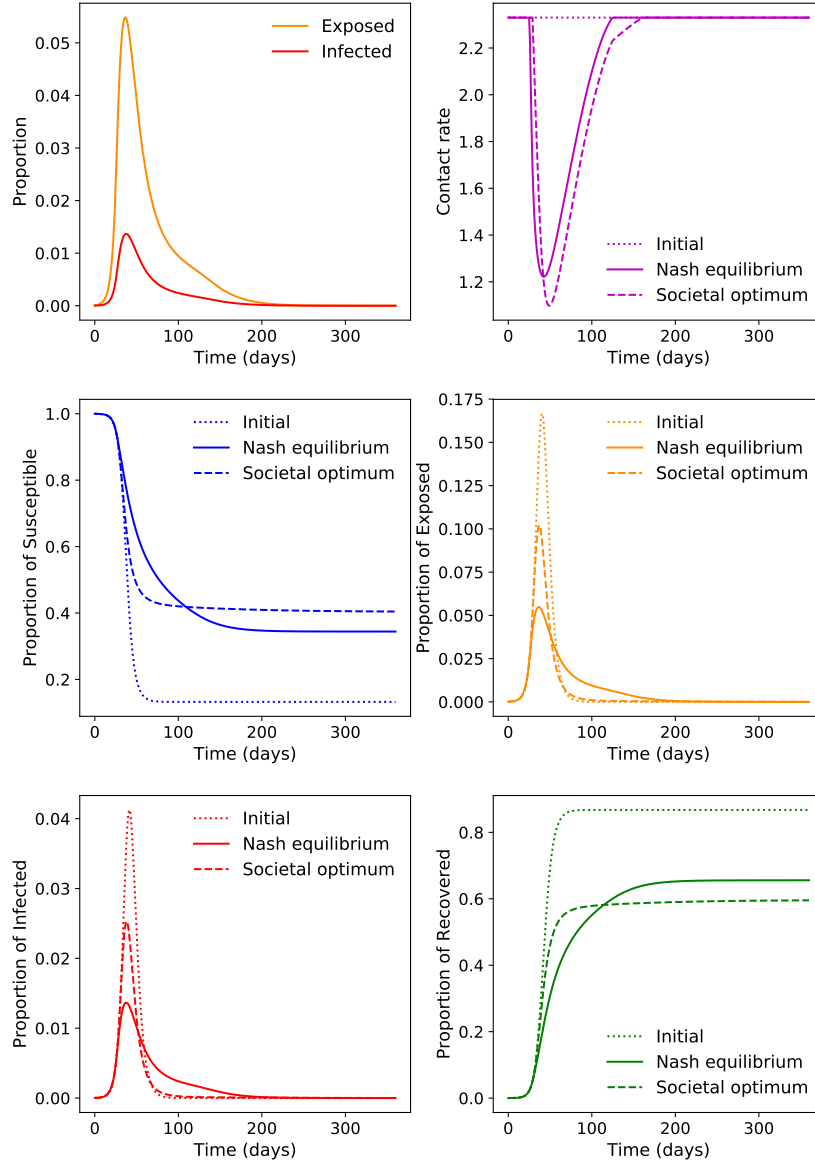 Exposed
Infected
0.05
0.04
0.03
0.02
0.01
0.00
Proportion
0
100
200
300
Time (days)
2.2
2.0
1.8
1.6
1.4
1.2
Contact rate
Initial
Nash equilibrium
Societal optimum
0
100
200
300
Time (days)
1.0
0.8
0.6
0.4
0.2
Proportion of Susceptible
Initial
Nash equilibrium
Societal optimum
0
100
200
300
Time (days)
0.175
0.150
0.125
0.100
0.075
0.050
0.025
0.000
Proportion of Exposed
Initial
Nash equilibrium
Societal optimum
0
100
200
300
Time (days)
0.04
0.03
0.02
0.01
0.00
Proportion of Infected
Initial
Nash equilibrium
Societal optimum
0
100
200
300
Time (days)
0.8
0.6
0.4
0.2
0.0
Proportion of Recovered
Initial
Nash equilibrium
Societal optimum
0
100
200
300
Time (days)